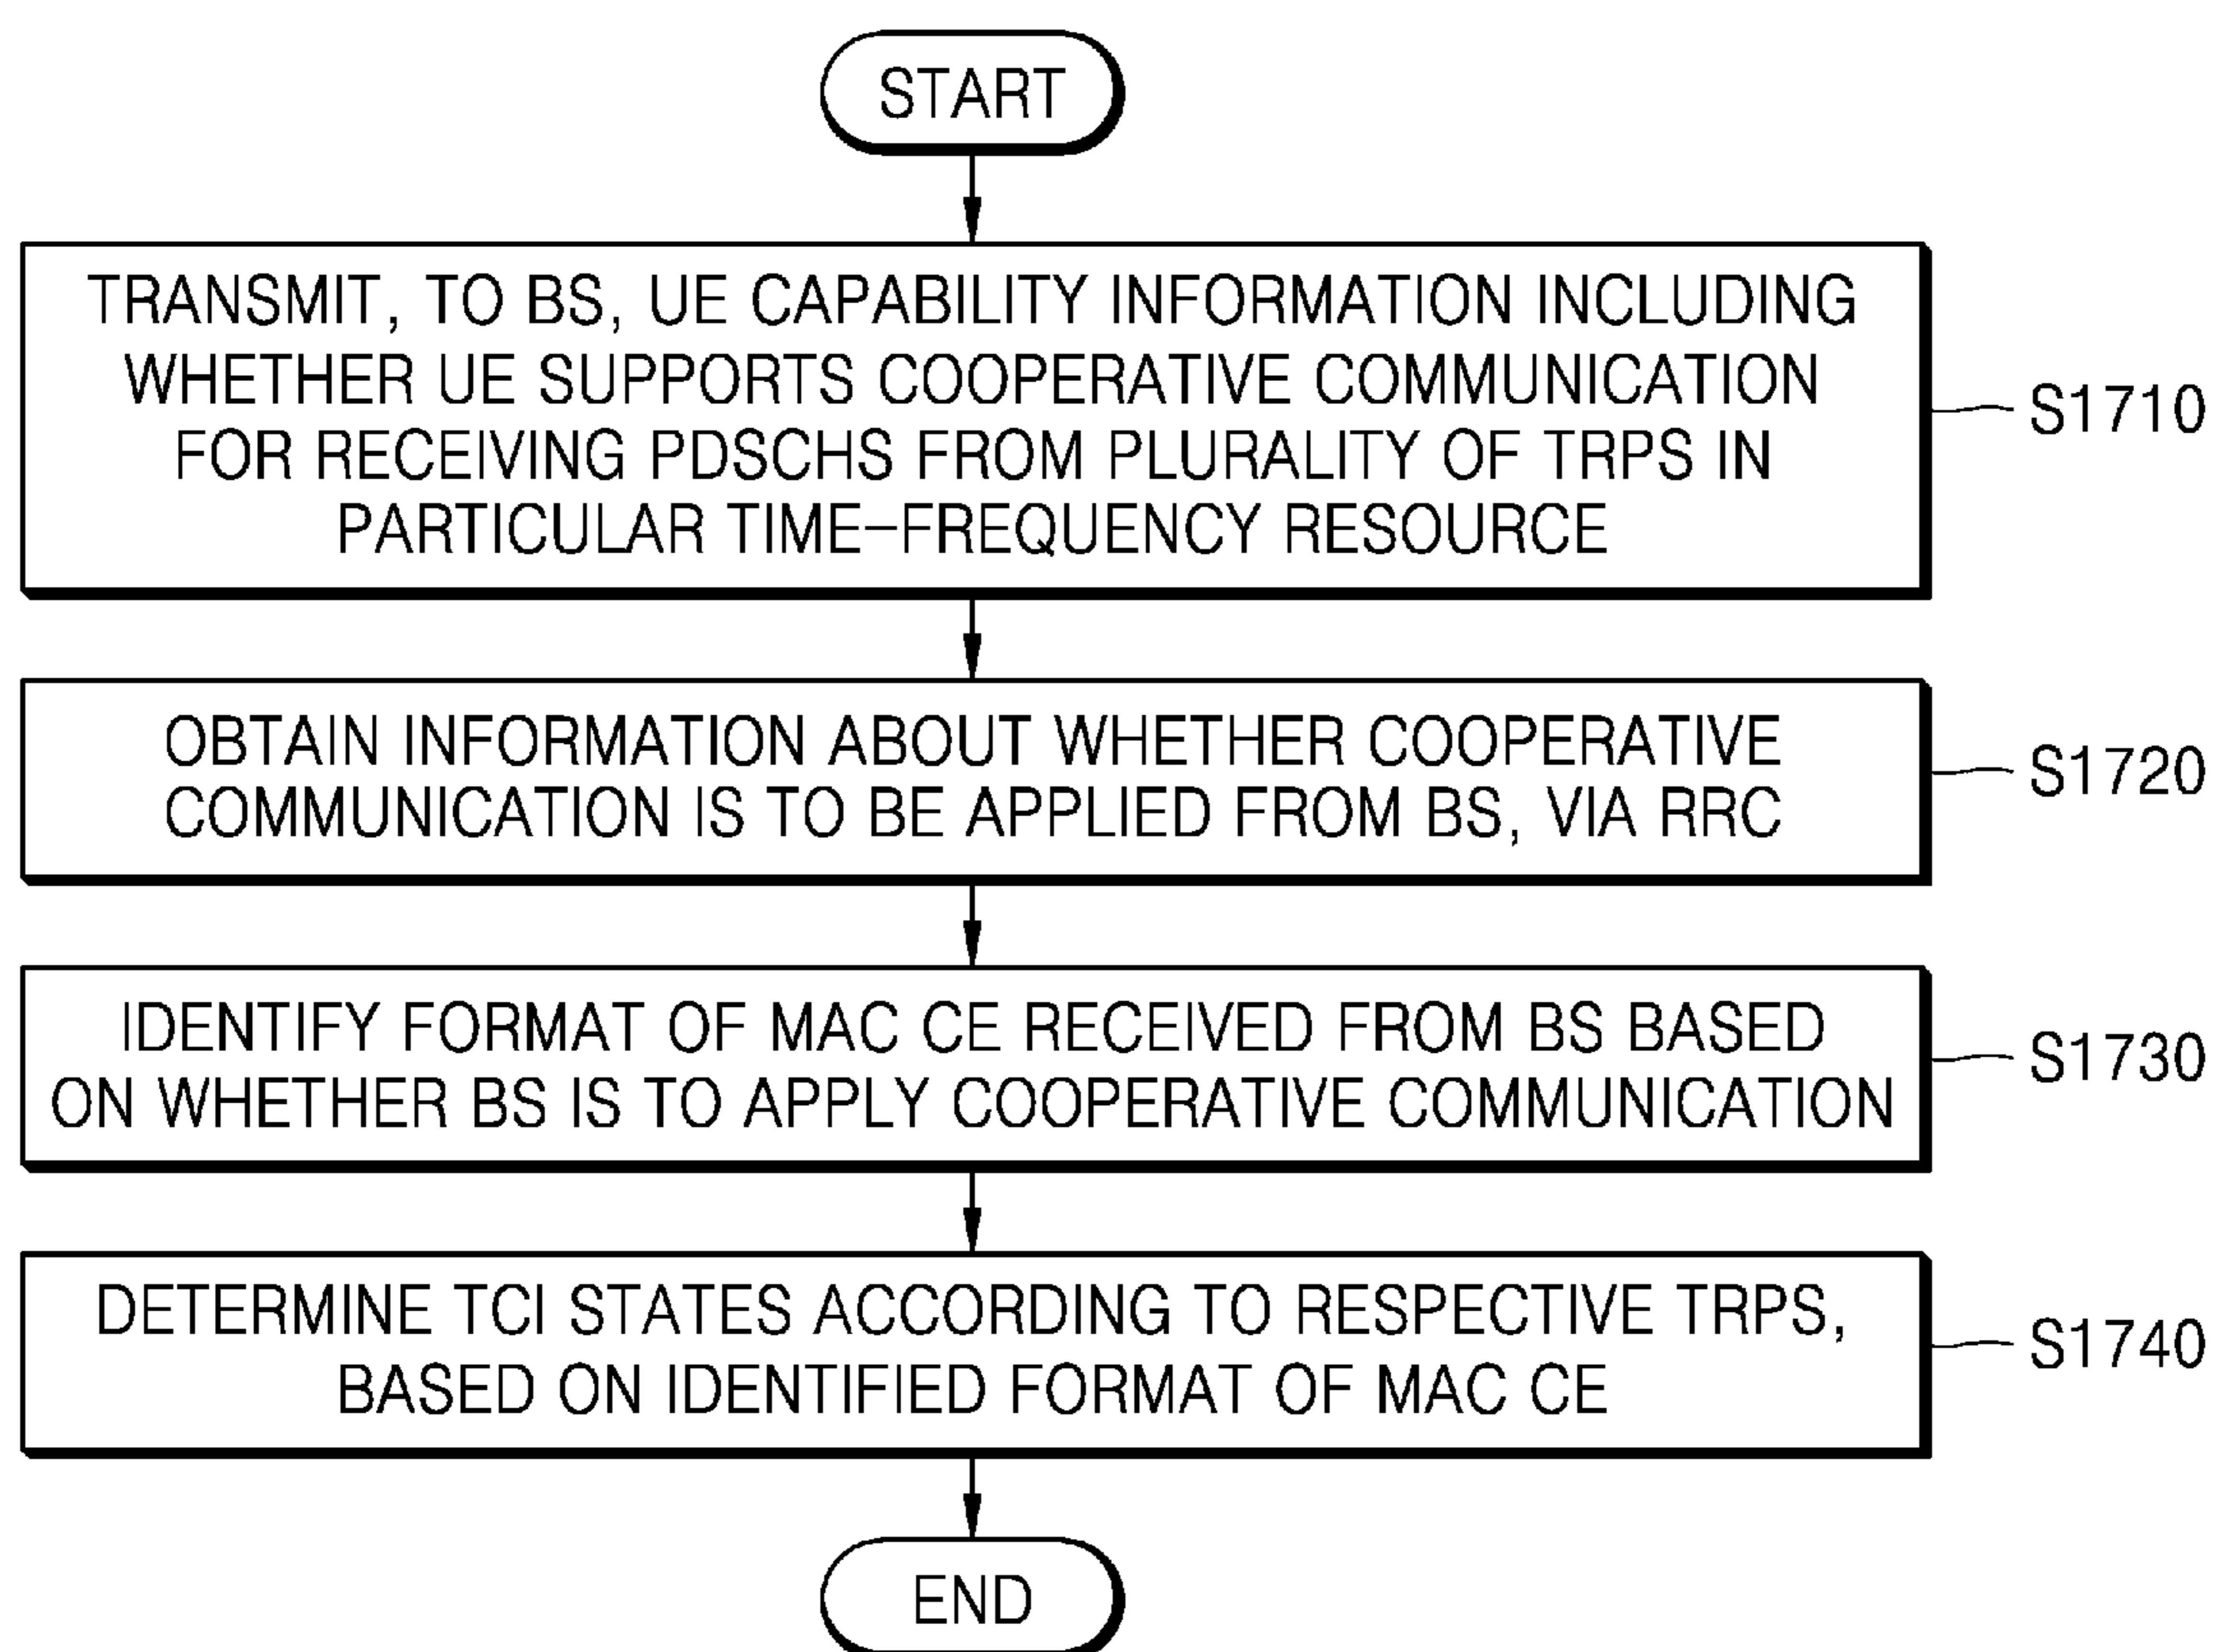 START
TRANSMIT, TO BS, UE CAPABILITY INFORMATION INCLUDING
WHETHER UE SUPPORTS COOPERATIVE COMMUNICATION
FOR RECEIVING PDSCHS FROM PLURALITY OF TRPS IN
PARTICULAR TIME-FREQUENCY RESOURCE
S1710
OBTAIN INFORMATION ABOUT WHETHER COOPERATIVE
COMMUNICATION IS TO BE APPLIED FROM BS, VIA RRC
S1720
IDENTIFY FORMAT OF MAC CE RECEIVED FROM BS BASED
ON WHETHER BS IS TO APPLY COOPERATIVE COMMUNICATION
S1730
DETERMINE TCI STATES ACCORDING TO RESPECTIVE TRPS,
BASED ON IDENTIFIED FORMAT OF MAC CE
S1740
END